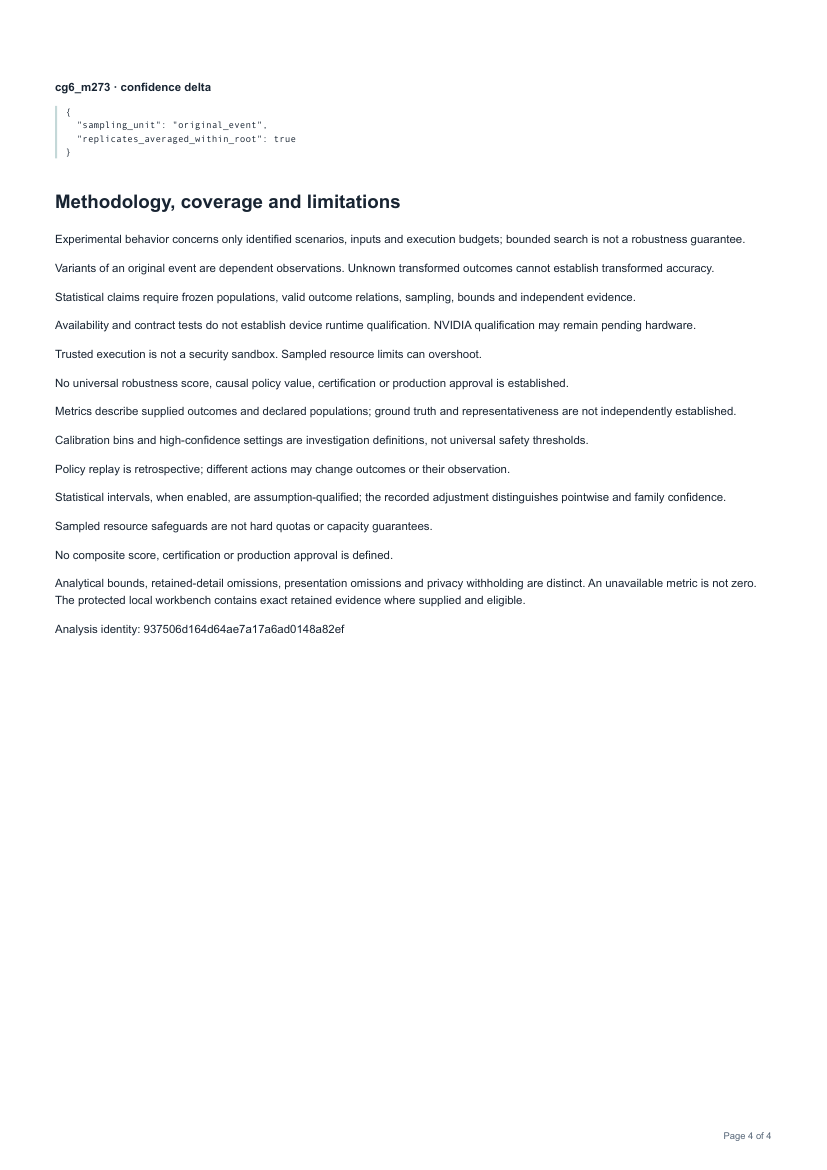 cg6_m273 · confidence delta
{
  "sampling_unit": "original_event",
  "replicates_averaged_within_root": true
}
Methodology, coverage and limitations
Experimental behavior concerns only identified scenarios, inputs and execution budgets; bounded search is not a robustness guarantee.
Variants of an original event are dependent observations. Unknown transformed outcomes cannot establish transformed accuracy.
Statistical claims require frozen populations, valid outcome relations, sampling, bounds and independent evidence.
Availability and contract tests do not establish device runtime qualification. NVIDIA qualification may remain pending hardware.
Trusted execution is not a security sandbox. Sampled resource limits can overshoot.
No universal robustness score, causal policy value, certification or production approval is established.
Metrics describe supplied outcomes and declared populations; ground truth and representativeness are not independently established.
Calibration bins and high-confidence settings are investigation definitions, not universal safety thresholds.
Policy replay is retrospective; different actions may change outcomes or their observation.
Statistical intervals, when enabled, are assumption-qualified; the recorded adjustment distinguishes pointwise and family confidence.
Sampled resource safeguards are not hard quotas or capacity guarantees.
No composite score, certification or production approval is defined.
Analytical bounds, retained-detail omissions, presentation omissions and privacy withholding are distinct. An unavailable metric is not zero.
The protected local workbench contains exact retained evidence where supplied and eligible.
Analysis identity: 937506d164d64ae7a17a6ad0148a82ef
Page 4 of 4